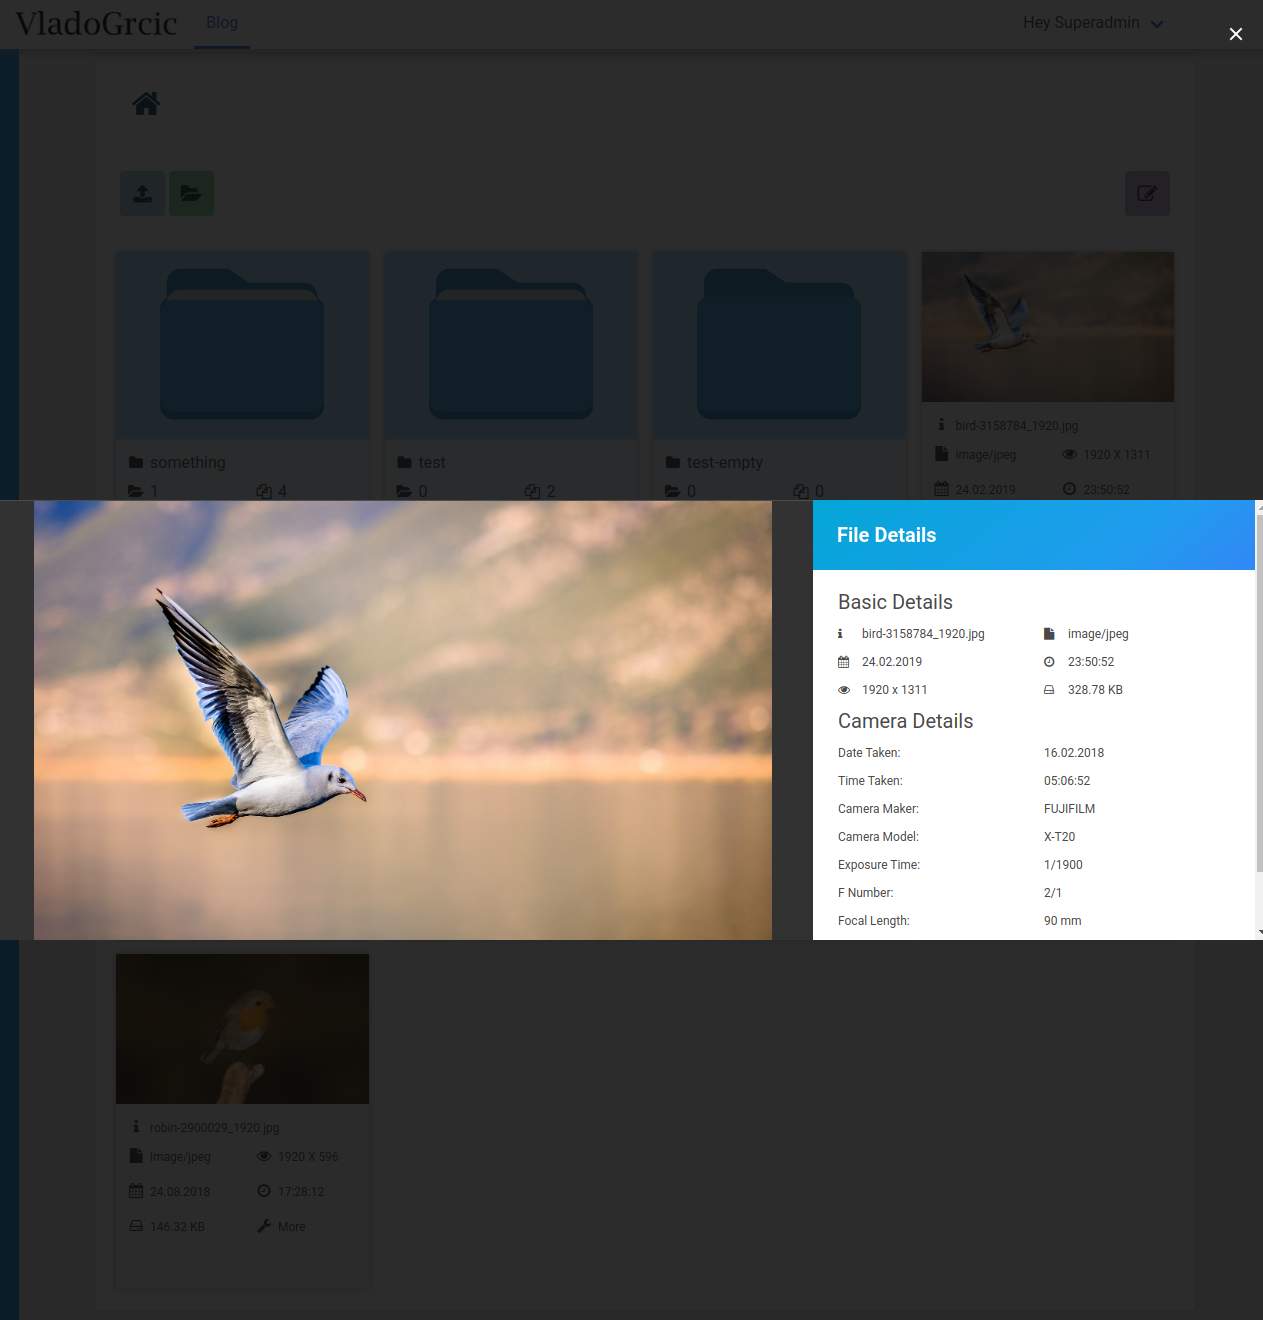 VladoGrcic Blog Hey Superadmin
something
1 4
test
0 2
test-empty
0 0
bird-3158784_1920.jpg
image/jpeg 1920 X 1311
24.02.2019 23:50:52
File Details
Basic Details
bird-3158784_1920.jpg image/jpeg
24.02.2019 23:50:52
1920 x 1311 328.78 KB
Camera Details
Date Taken: 16.02.2018
Time Taken: 05:06:52
Camera Maker: FUJIFILM
Camera Model: X-T20
Exposure Time: 1/1900
F Number: 2/1
Focal Length: 90 mm
robin-2900029_1920.jpg
image/jpeg 1920 X 596
24.08.2018 17:28:12
146.32 KB More